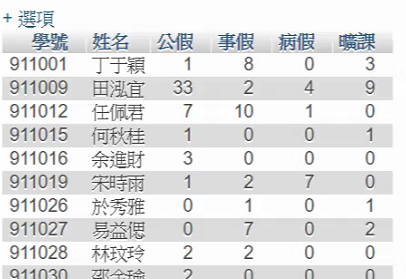 + 選項
學號 姓名 公假 事假 病假 曠課
911001 丁于穎 1 8 0 3
911009 田泓宜 33 2 4 9
911012 任佩君 7 10 1 0
911015 何秋桂 1 0 0 1
911016 余進財 3 0 0 0
911019 宋時雨 1 2 7 0
911026 於秀雅 0 1 0 1
911027 易益偲 0 7 0 2
911028 林玟玲 2 2 0 0
911030 邵金瑜 2 0 0 0